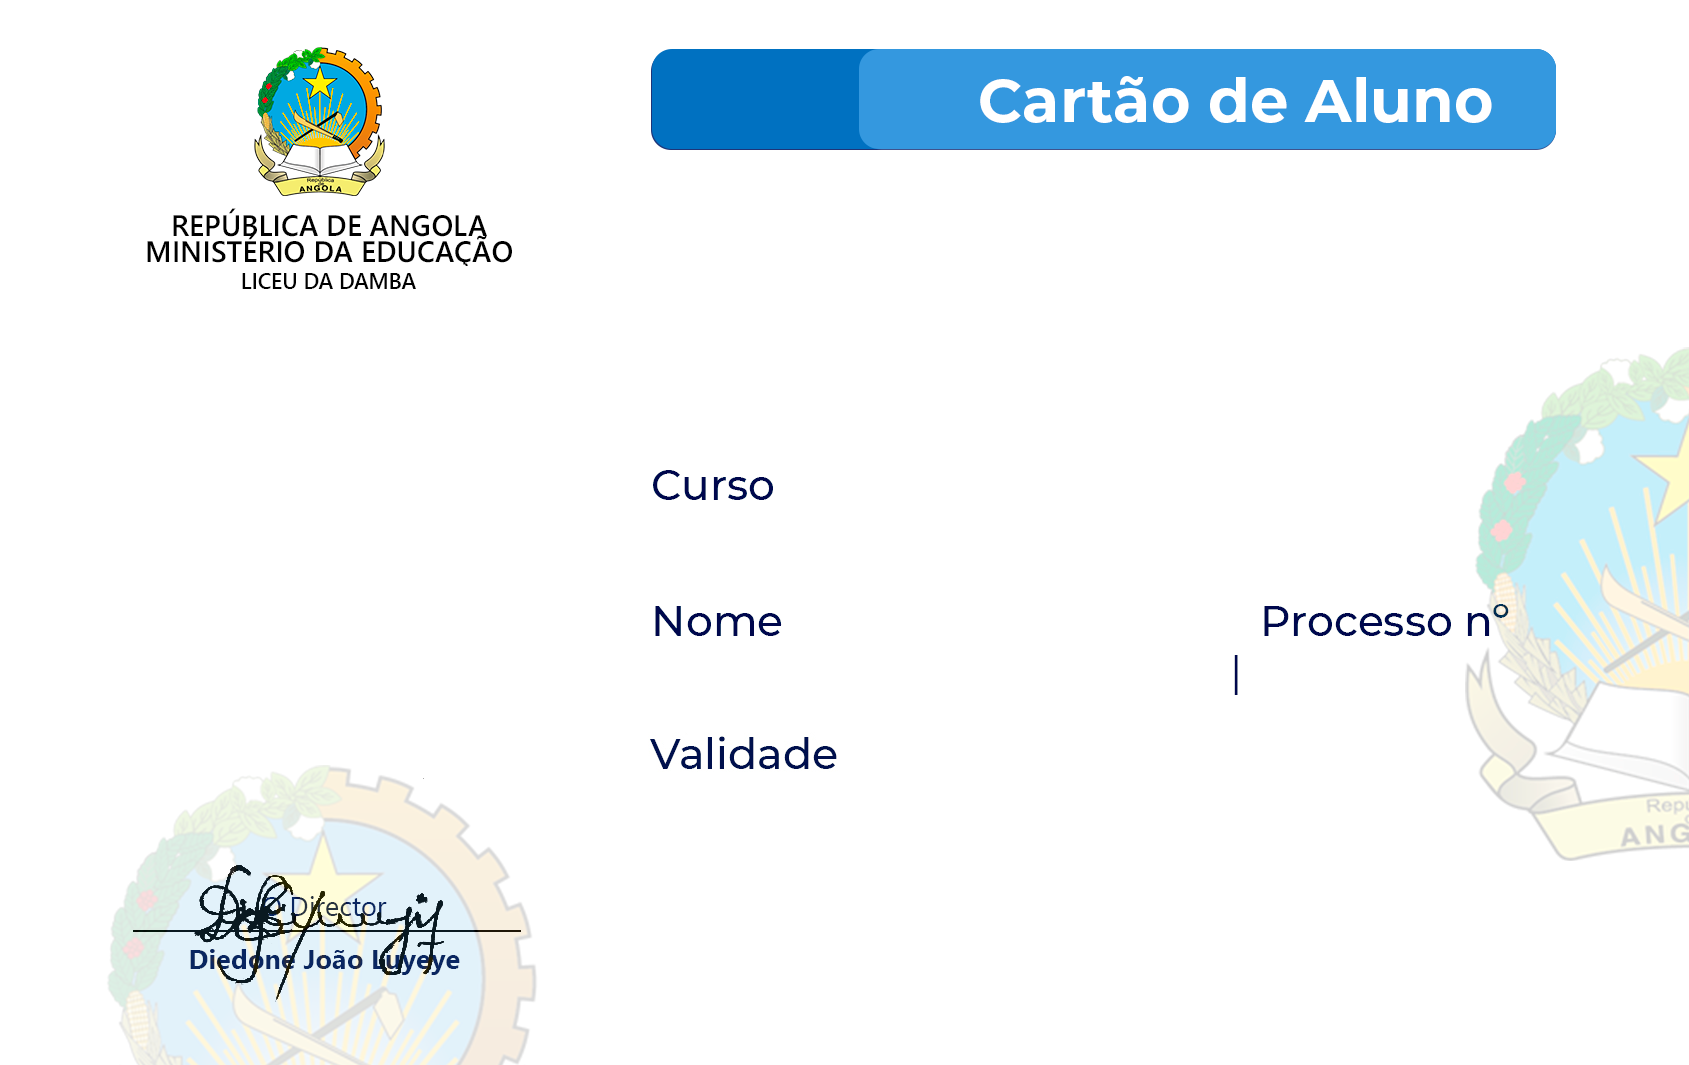 República
de
ANGOLA
REPÚBLICA DE ANGOLA
MINISTÉRIO DA EDUCAÇÃO
LICEU DA DAMBA
Cartão de Aluno
Curso
Nome
Processo nº
|
Validade
O Director
Diedone João Luyeye
Repú
ANG